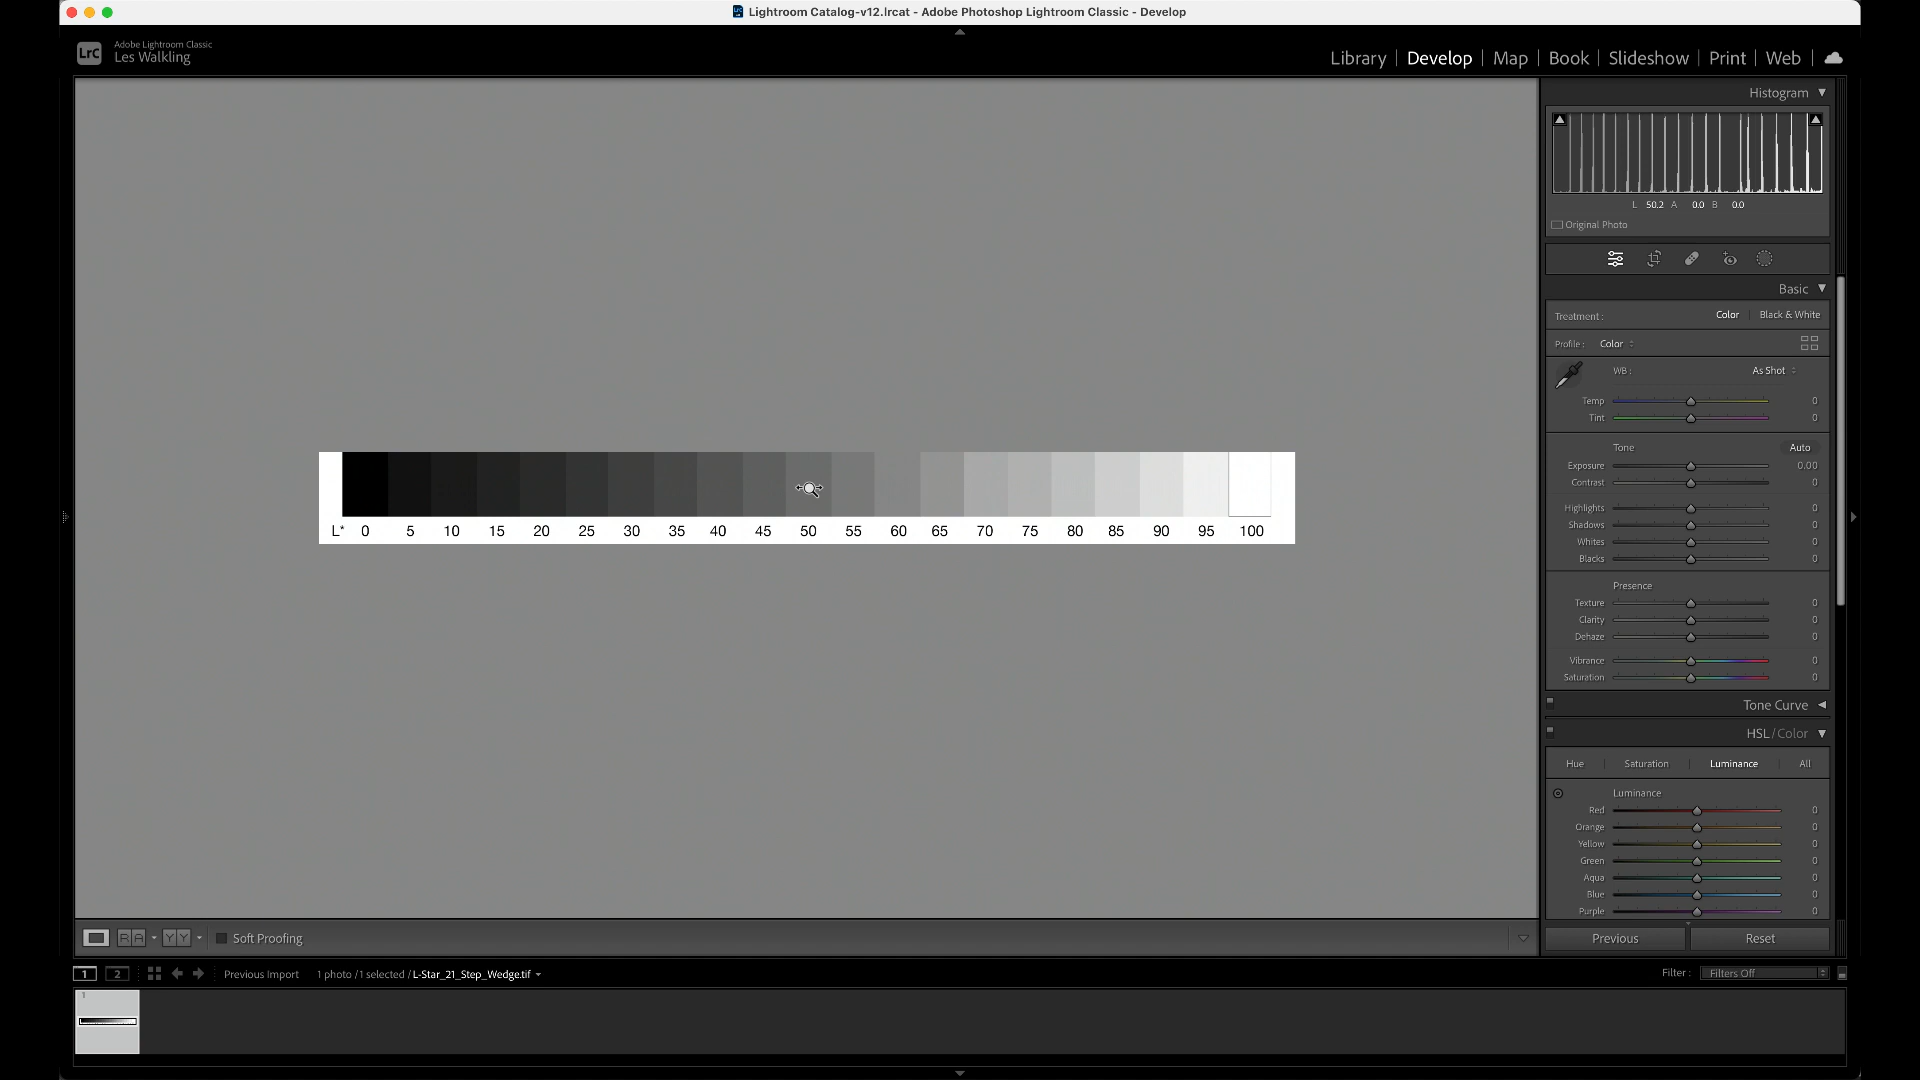 Lightroom Catalog-v12.lrcat - Adobe Photoshop Lightroom Classic - Develop
LrC
Adobe Lightroom Classic
Les Walkling
Library | Develop | Map | Book | Slideshow | Print | Web
Histogram
L 50.2 A 0.0 B 0.0
Original Photo
Basic
Treatment : Color Black & White
Profile : Color
WB : As Shot
Temp 0
Tint 0
Tone Auto
Exposure 0.00
Contrast 0
Highlights 0
Shadows 0
Whites 0
Blacks 0
Presence
Texture 0
Clarity 0
Dehaze 0
Vibrance 0
Saturation 0
Tone Curve
HSL / Color
Hue Saturation Luminance All
Luminance
Red 0
Orange 0
Yellow 0
Green 0
Aqua 0
Blue 0
Purple 0
Previous Reset
L* 0 5 10 15 20 25 30 35 40 45 50 55 60 65 70 75 80 85 90 95 100
R A Y Y Soft Proofing
1 2 Previous Import 1 photo / 1 selected / L-Star_21_Step_Wedge.tif
Filter : Filters Off
1